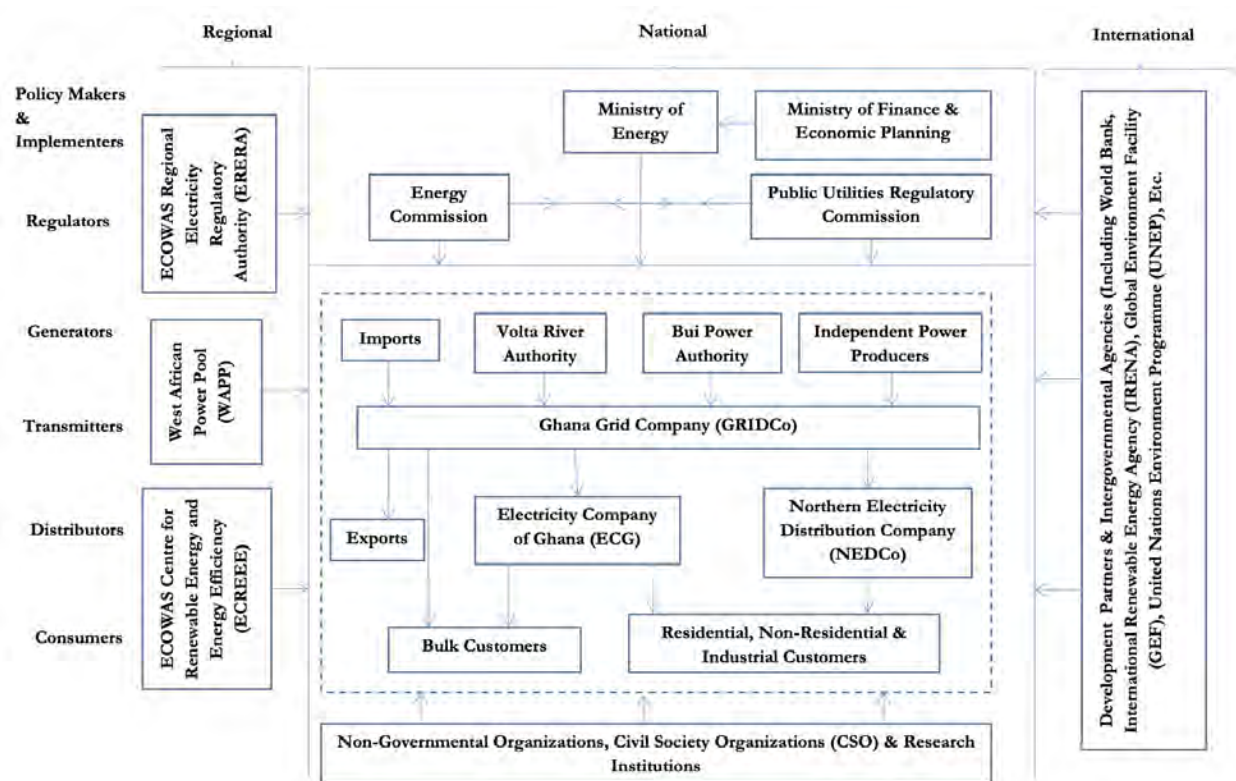 Regional
National
International
Policy Makers
&
Implementers
Regulators
Generators
Transmitters
Distributors
Consumers
ECOWAS Regional
Electricity
Regulatory
Authority (ERERA)
West African
Power Pool
(WAPP)
ECOWAS Centre for
Renewable Energy and
Energy Efficiency
(ECREEE)
Ministry of
Energy
Ministry of Finance &
Economic Planning
Energy
Commission
Public Utilities Regulatory
Commission
Imports
Volta River
Authority
Bui Power
Authority
Independent Power
Producers
Ghana Grid Company (GRIDCo)
Exports
Electricity Company
of Ghana (ECG)
Northern Electricity
Distribution Company
(NEDCo)
Bulk Customers
Residential, Non-Residential &
Industrial Customers
Non-Governmental Organizations, Civil Society Organizations (CSO) & Research
Institutions
Development Partners & Intergovernmental Agencies (Including World Bank,
International Renewable Energy Agency (IRENA), Global Environment Facility
(GEF), United Nations Environment Programme (UNEP), Etc.